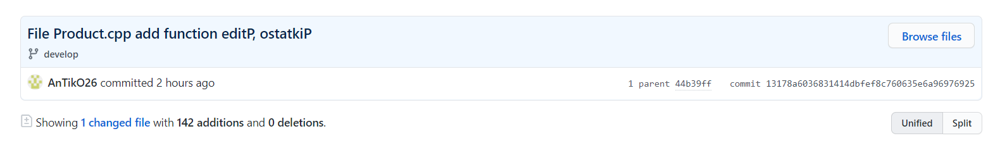 File Product.cpp add function editP, ostatkiP
Browse files
develop
AnTikO26 committed 2 hours ago
1 parent 44b39ff commit 13178a6036831414dbfef8c760635e6a96976925
Showing 1 changed file with 142 additions and 0 deletions.
Unified Split